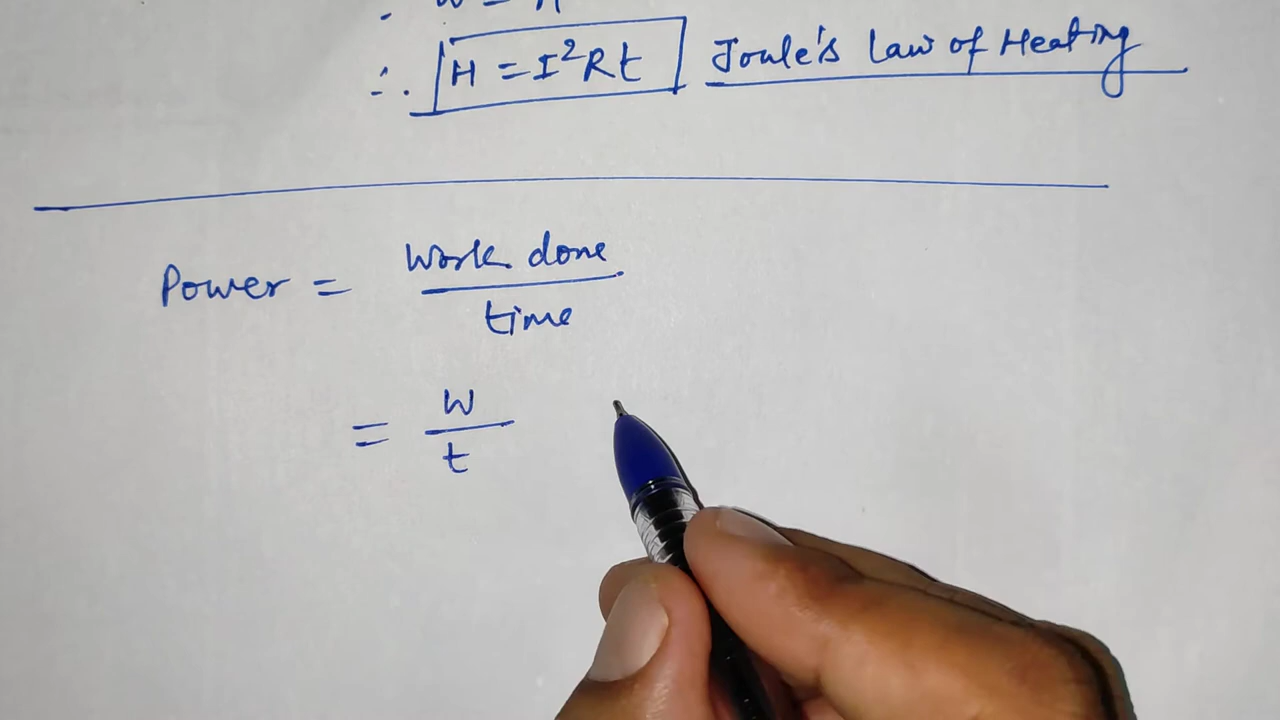 ∴ W = H
∴ H = I²Rt Joule's Law of Heating
Power = Work done / time
= W / t